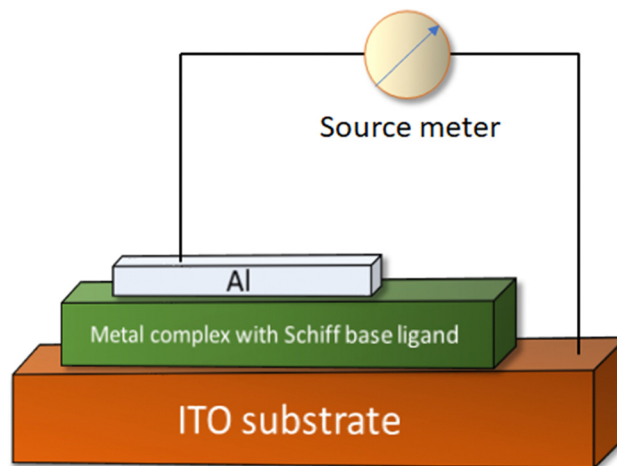 Source meter
Al
Metal complex with Schiff base ligand
ITO substrate